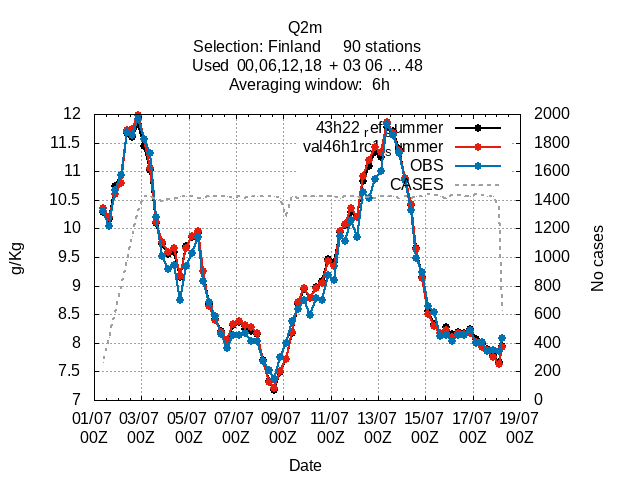 Q2m
Selection: Finland 90 stations
Used 00,06,12,18 + 03 06 ... 48
Averaging window: 6h
12
11.5
11
10.5
10
9.5
9
8.5
8
7.5
7
2000
1800
1600
1400
1200
1000
800
600
400
200
0
43h22_ref_summer
OBS
CASES
g/Kg
No cases
01/07 03/07 05/07 07/07 09/07 11/07 13/07 15/07 17/07 19/07
00Z 00Z 00Z 00Z 00Z 00Z 00Z 00Z 00Z 00Z
Date